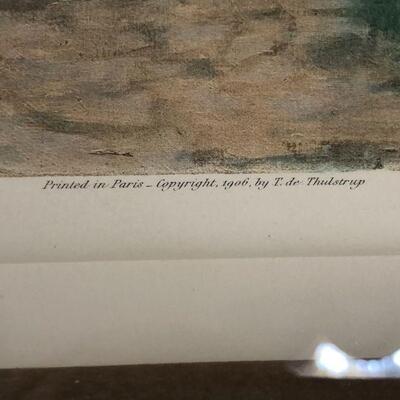 Printed in Paris – Copyright, 1906, by T. de Thulstrup